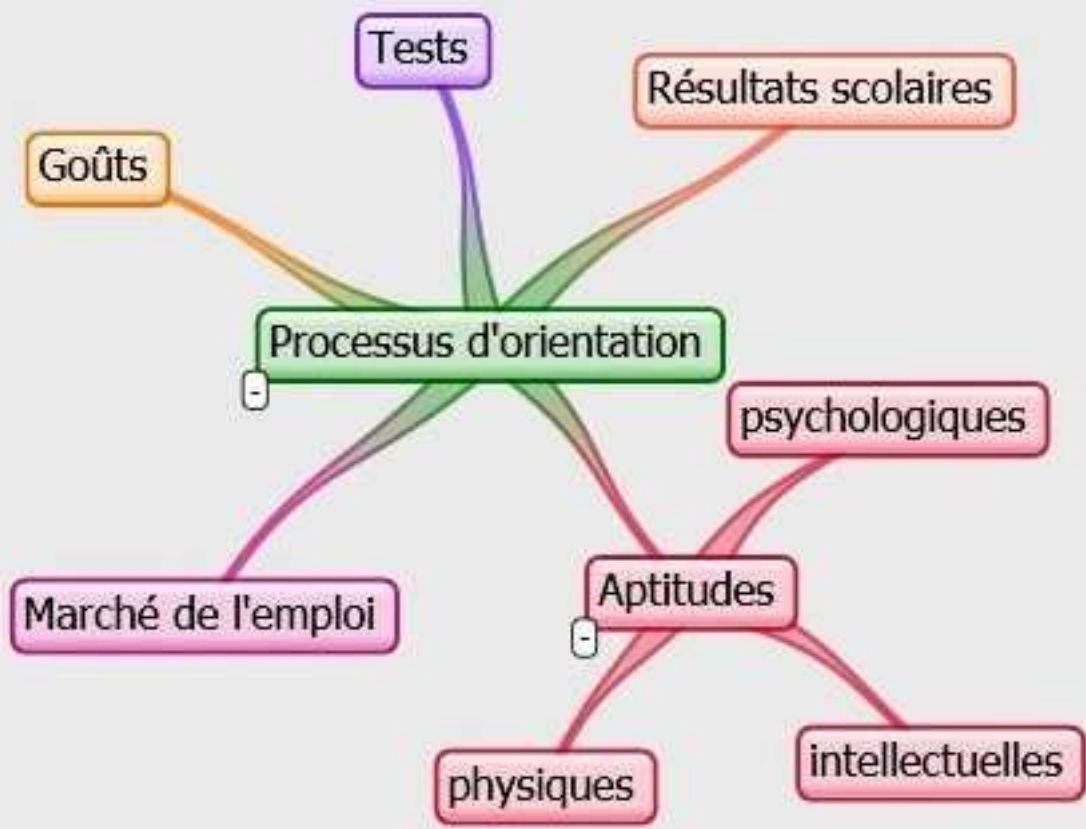 Tests
Résultats scolaires
Goûts
Processus d'orientation
-
psychologiques
Aptitudes
-
Marché de l'emploi
intellectuelles
physiques